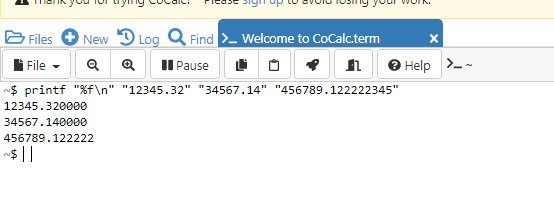 Thank you for trying CoCalc! Please sign up to avoid losing your work.
Files New Log Find >_ Welcome to CoCalc.term ×
File Pause Help >_ ~
~$ printf "%f\n" "12345.32" "34567.14" "456789.122222345"
12345.320000
34567.140000
456789.122222
~$